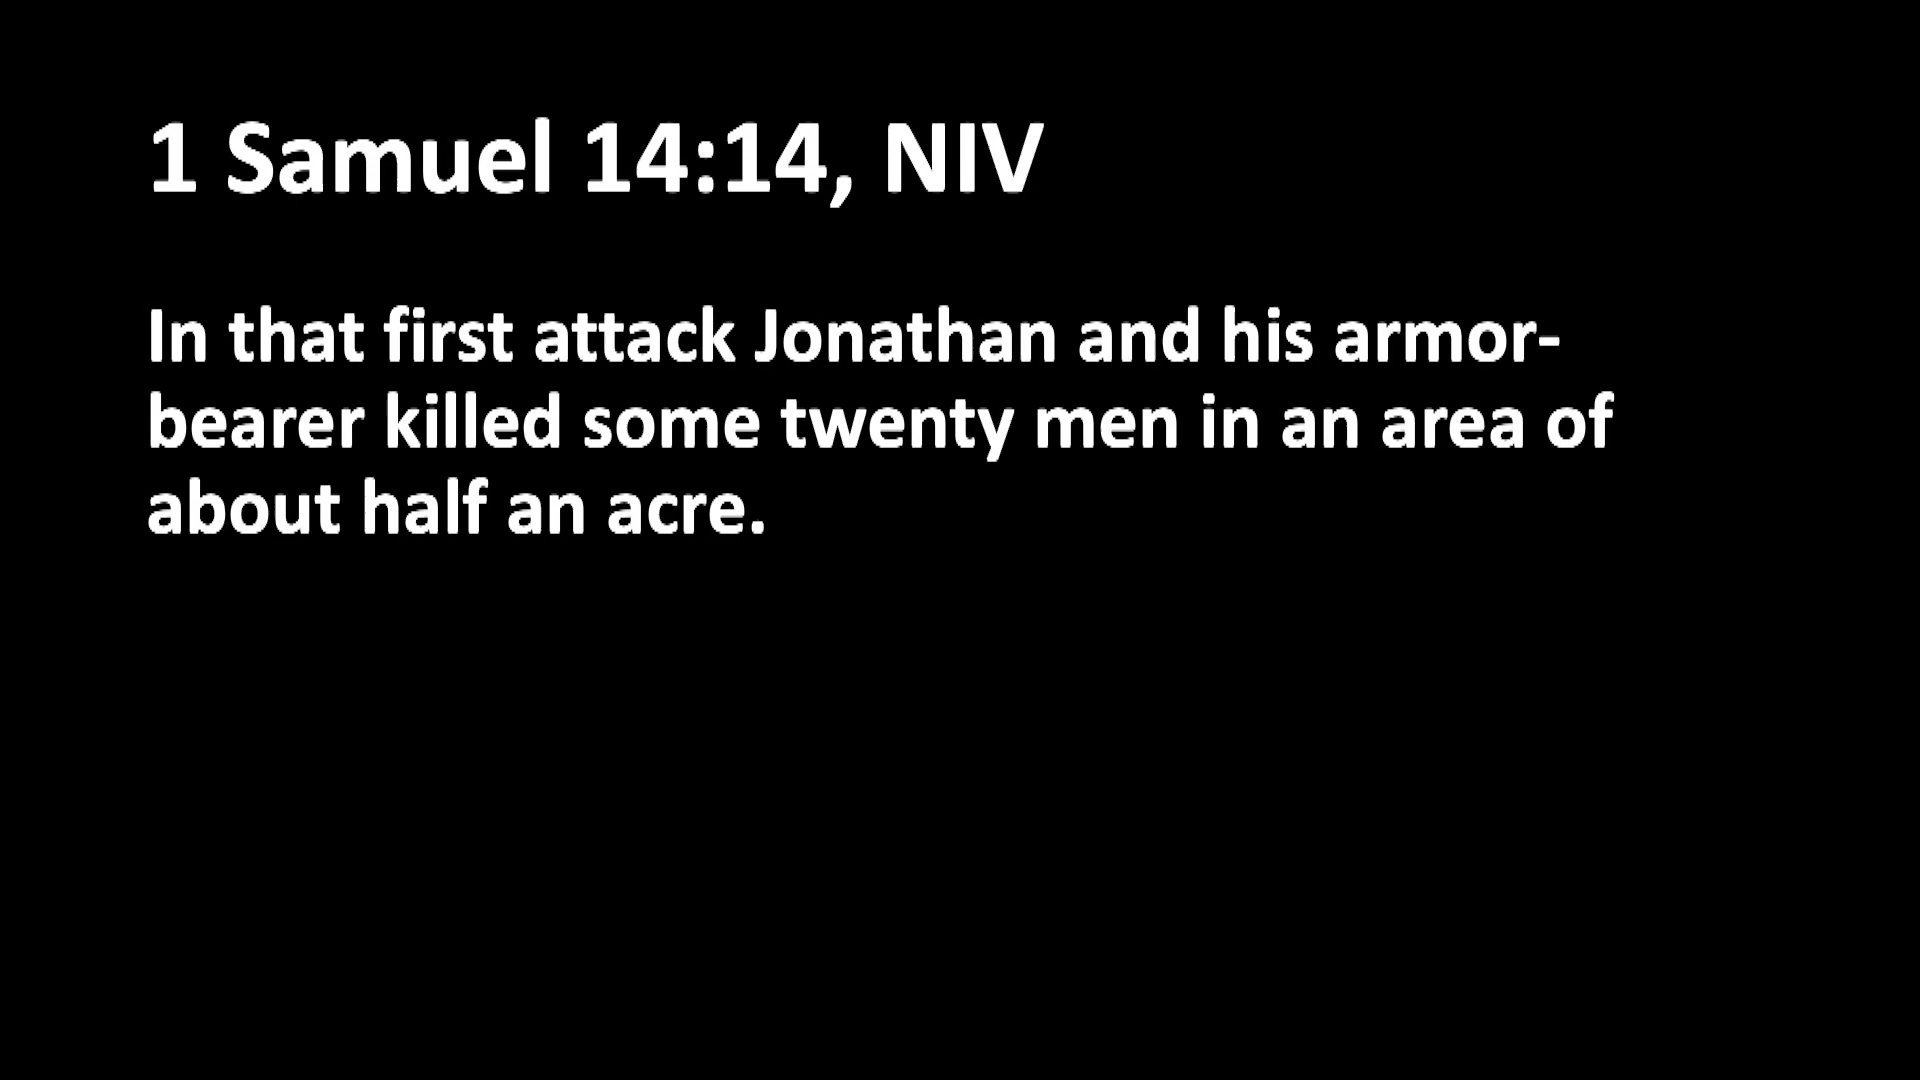 1 Samuel 14:14, NIV
In that first attack Jonathan and his armor-
bearer killed some twenty men in an area of
about half an acre.